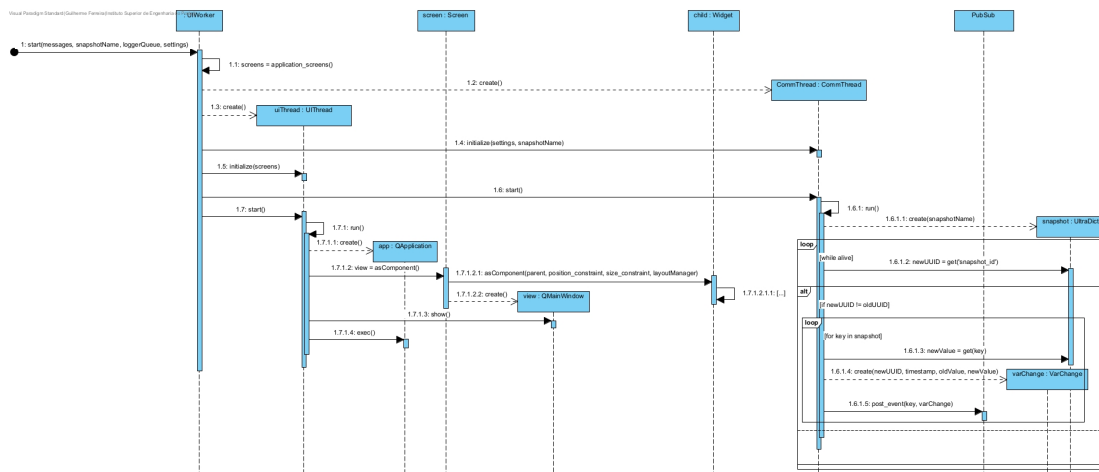 Visual Paradigm Standard(Guilherme Ferreira(Instituto Superior de Engenharia
: UIWorker
screen : Screen
child : Widget
PubSub
1: start(messages, snapshotName, loggerQueue, settings)
1.1: screens = application_screens()
1.2: create()
CommThread : CommThread
1.3: create()
uiThread : UIThread
1.4: initialize(settings, snapshotName)
1.5: initialize(screens)
1.6: start()
1.6.1: run()
1.7: start()
1.6.1.1: create(snapshotName)
snapshot : UltraDict
1.7.1: run()
1.7.1.1: create()
app : QApplication
loop
[while alive]
1.6.1.2: newUUID = get('snapshot_id')
1.7.1.2: view = asComponent()
1.7.1.2.1: asComponent(parent, position_constraint, size_constraint, layoutManager)
alt
1.7.1.2.2: create()
view : QMainWindow
1.7.1.2.1.1: [...]
[if newUUID != oldUUID]
1.7.1.3: show()
loop
1.7.1.4: exec()
[for key in snapshot]
1.6.1.3: newValue = get(key)
1.6.1.4: create(newUUID, timestamp, oldValue, newValue)
varChange : VarChange
1.6.1.5: post_event(key, varChange)